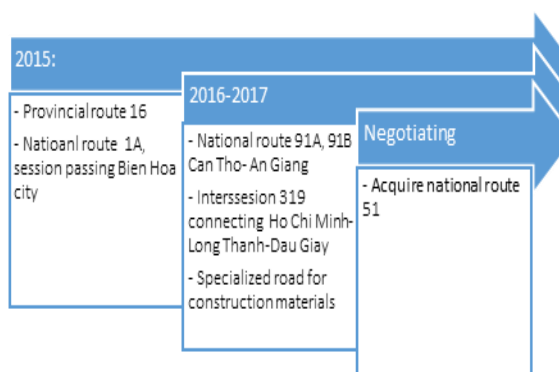 2015:
- Provincial route 16
- Natioanl route 1A,
session passing Bien Hoa
city
2016-2017
- National route 91A, 91B
Can Tho- An Giang
- Interssesion 319
connecting Ho Chi Minh-
Long Thanh-Dau Giay
- Specialized road for
construction materials
Negotiating
- Acquire national route
51